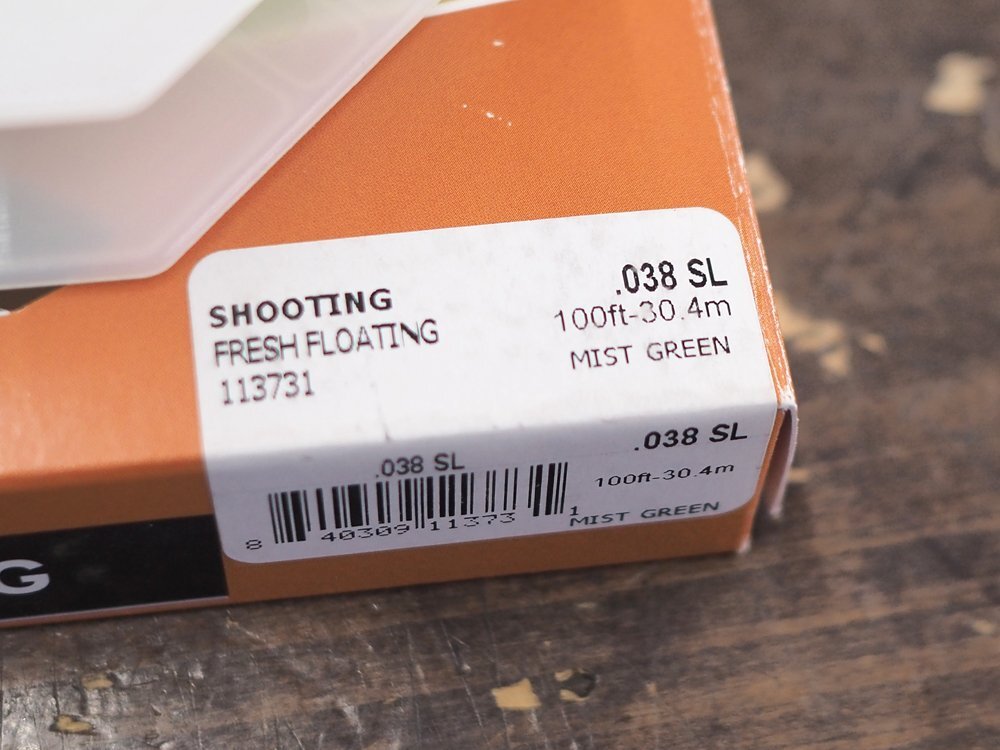 SHOOTING
FRESH FLOATING
113731
.038 SL
100ft-30.4m
MIST GREEN
.038 SL
8 40309 11373 1
.038 SL
100ft-30.4m
MIST GREEN
G